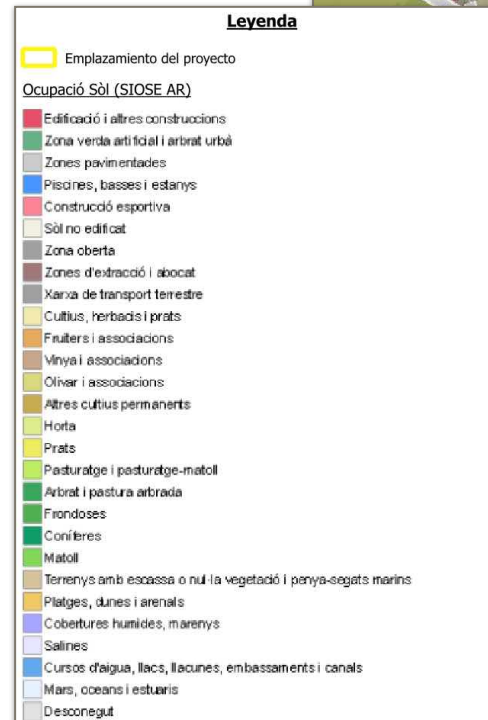 Leyenda
Emplazamiento del proyecto
Ocupació Sòl (SIOSE AR)
Edificació i altres construccions
Zona verda artificial i arbrat urbà
Zones pavimentades
Piscines, basses i estanys
Construcció esportiva
Sòl no edificat
Zona oberta
Zones d'extracció i abocat
Xarxa de transport terrestre
Cultius, herbacis i prats
Fruiters i associacions
Vinya i associacions
Olivar i associacions
Altres cultius permanents
Horta
Prats
Pasturatge i pasturatge-matoll
Arbrat i pastura arbrada
Frondoses
Coníferes
Matoll
Terrenys amb escassa o nul·la vegetació i penya-segats marins
Platges, dunes i arenals
Cobertures humides, marenys
Salines
Cursos d'aigua, llacs, llacunes, embassaments i canals
Mars, oceans i estuaris
Desconegut